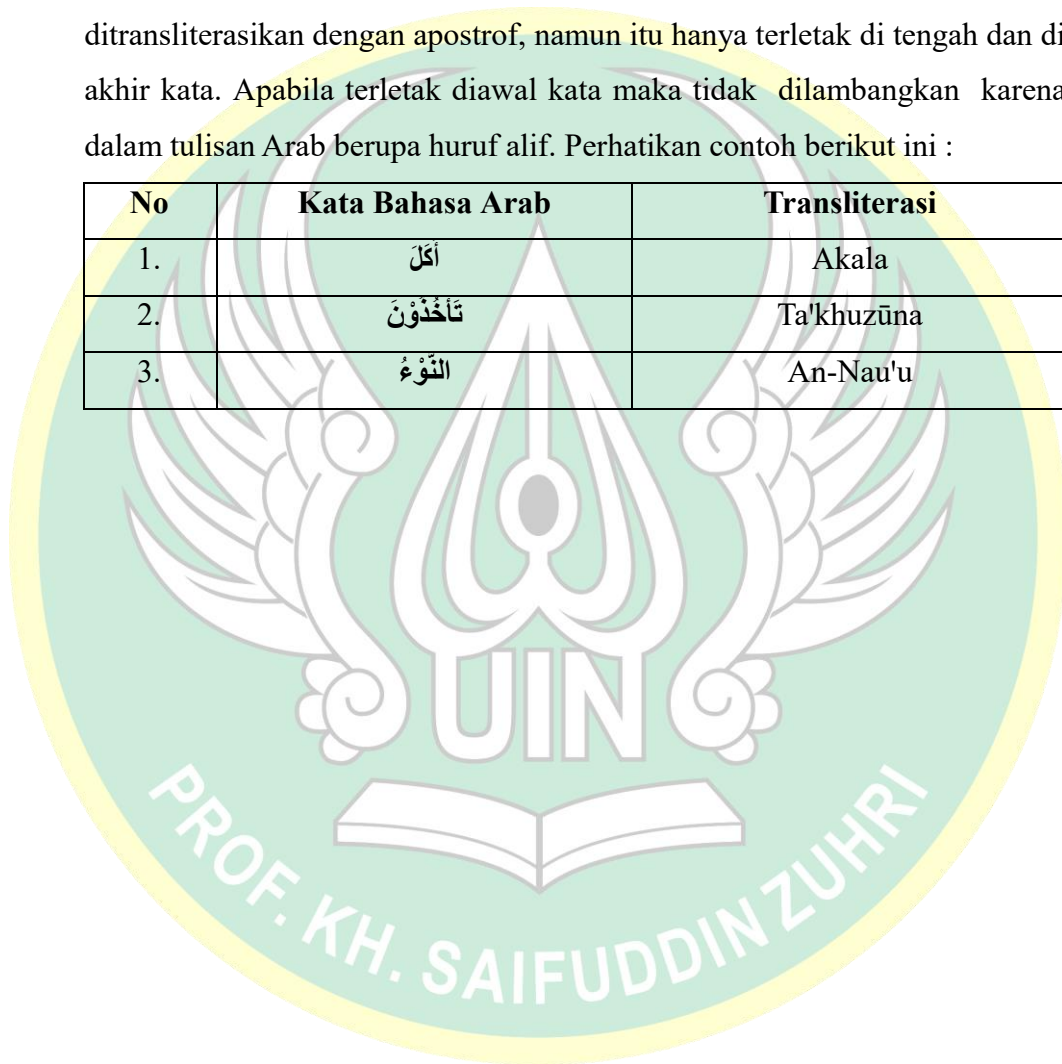 ditransliterasikan dengan apostrof, namun itu hanya terletak di tengah dan di
akhir kata. Apabila terletak diawal kata maka tidak dilambangkan karena
dalam tulisan Arab berupa huruf alif. Perhatikan contoh berikut ini :
No Kata Bahasa Arab Transliterasi
1. أَكَلَ Akala
2. تَأْخُذُوْنَ Ta'khuzūna
3. النَّوْءُ An-Nau'u
UIN
PROF. KH. SAIFUDDIN ZUHRI